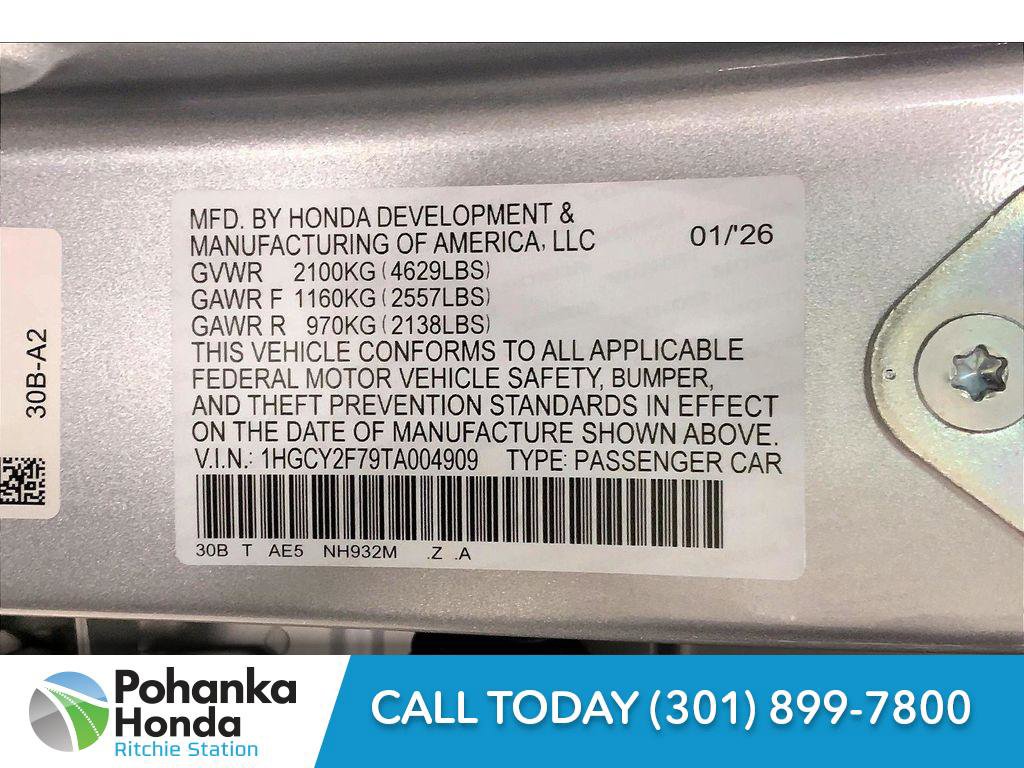 MFD. BY HONDA DEVELOPMENT &
MANUFACTURING OF AMERICA, LLC 01/'26
GVWR 2100KG (4629LBS)
GAWR F 1160KG (2557LBS)
GAWR R 970KG (2138LBS)
THIS VEHICLE CONFORMS TO ALL APPLICABLE
FEDERAL MOTOR VEHICLE SAFETY, BUMPER,
AND THEFT PREVENTION STANDARDS IN EFFECT
ON THE DATE OF MANUFACTURE SHOWN ABOVE.
V.I.N.: 1HGCY2F79TA004909 TYPE: PASSENGER CAR
30B T AE5 NH932M .Z .A
30B-A2
Pohanka
Honda
Ritchie Station
CALL TODAY (301) 899-7800